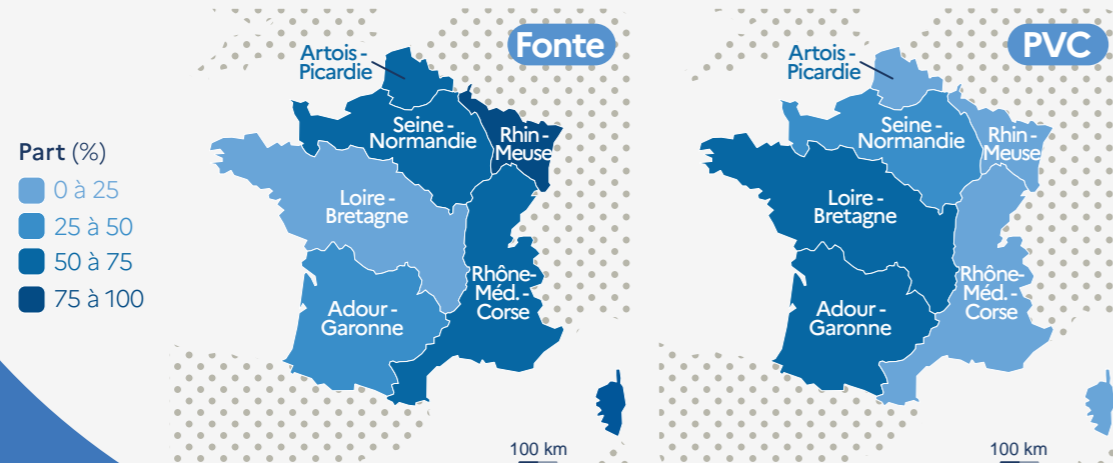 Part (%)
0 à 25
25 à 50
50 à 75
75 à 100
Fonte
Artois -
Picardie
Seine -
Normandie
Rhin -
Meuse
Loire -
Bretagne
Rhône-
Méd. -
Corse
Adour -
Garonne
100 km
PVC
Artois -
Picardie
Seine -
Normandie
Rhin -
Meuse
Loire -
Bretagne
Rhône-
Méd. -
Corse
Adour -
Garonne
100 km